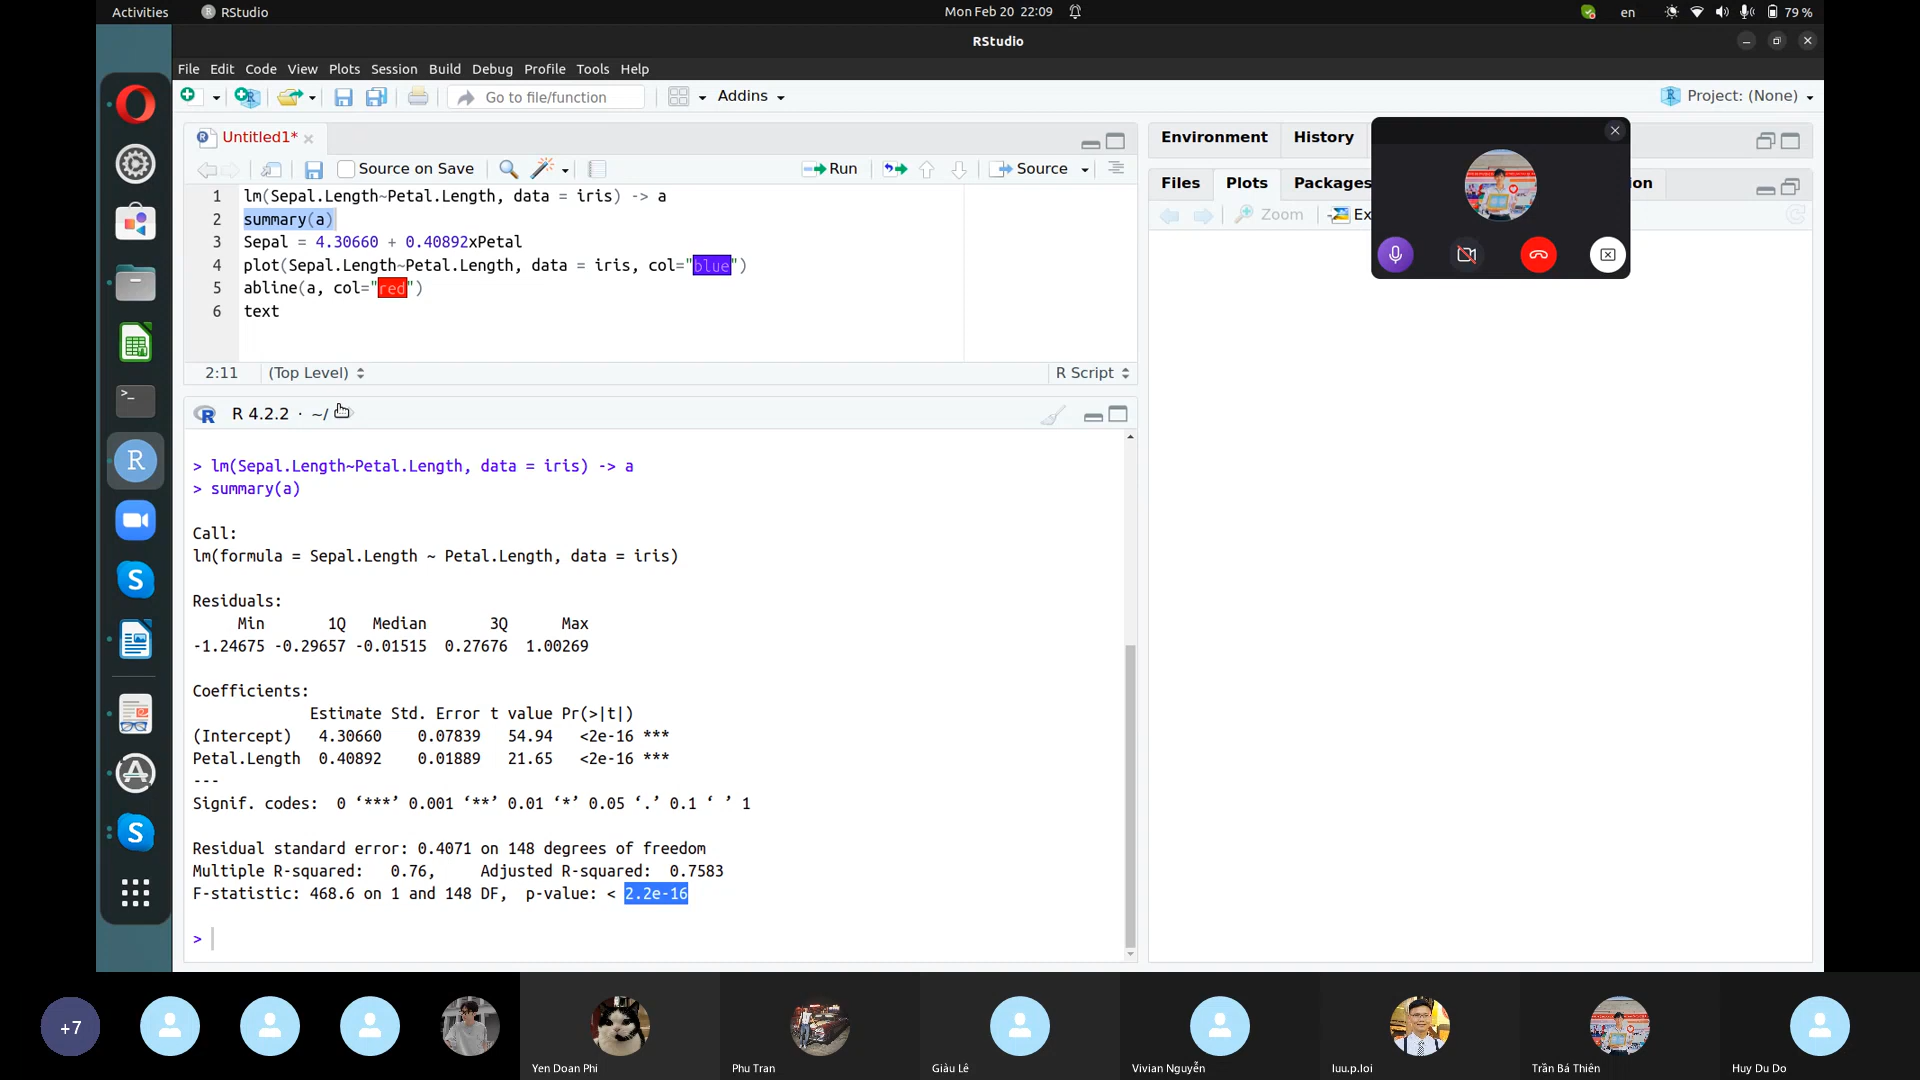 Activities
RStudio
Mon Feb 20 22:09
en
79 %
RStudio
File Edit Code View Plots Session Build Debug Profile Tools Help
Go to file/function
Addins
Project: (None)
Untitled1*
Source on Save
Run
Source
1 lm(Sepal.Length~Petal.Length, data = iris) -> a
2 summary(a)
3 Sepal = 4.30660 + 0.40892xPetal
4 plot(Sepal.Length~Petal.Length, data = iris, col="blue")
5 abline(a, col="red")
6 text
2:11 (Top Level)
R Script
R 4.2.2 · ~/
> lm(Sepal.Length~Petal.Length, data = iris) -> a
> summary(a)
Call:
lm(formula = Sepal.Length ~ Petal.Length, data = iris)
Residuals:
Min 1Q Median 3Q Max
-1.24675 -0.29657 -0.01515 0.27676 1.00269
Coefficients:
Estimate Std. Error t value Pr(>|t|)
(Intercept) 4.30660 0.07839 54.94 <2e-16 ***
Petal.Length 0.40892 0.01889 21.65 <2e-16 ***
---
Signif. codes: 0 ‘***’ 0.001 ‘**’ 0.01 ‘*’ 0.05 ‘.’ 0.1 ‘ ’ 1
Residual standard error: 0.4071 on 148 degrees of freedom
Multiple R-squared: 0.76, Adjusted R-squared: 0.7583
F-statistic: 468.6 on 1 and 148 DF, p-value: < 2.2e-16
>
Environment History
Files Plots Packages
Zoom
+7
Yen Doan Phi
Phu Tran
Giàu Lê
Vivian Nguyễn
luu.p.loi
Trần Bá Thiên
Huy Du Do